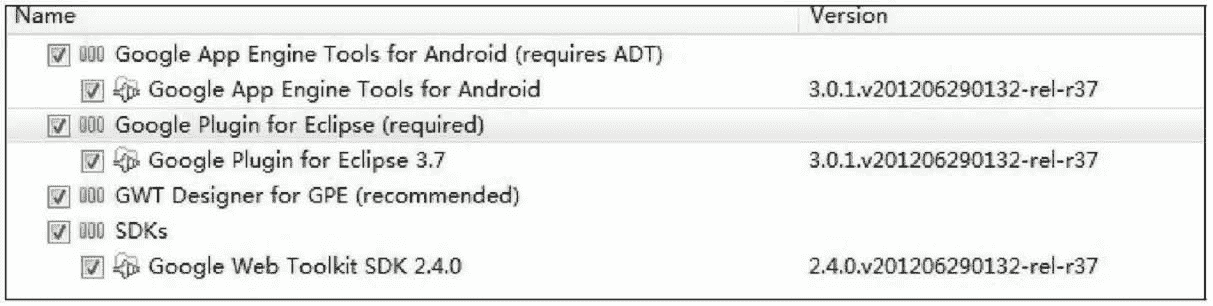 Name Version
Google App Engine Tools for Android (requires ADT)
Google App Engine Tools for Android 3.0.1.v201206290132-rel-r37
Google Plugin for Eclipse (required)
Google Plugin for Eclipse 3.7 3.0.1.v201206290132-rel-r37
GWT Designer for GPE (recommended)
SDKs
Google Web Toolkit SDK 2.4.0 2.4.0.v201206290132-rel-r37